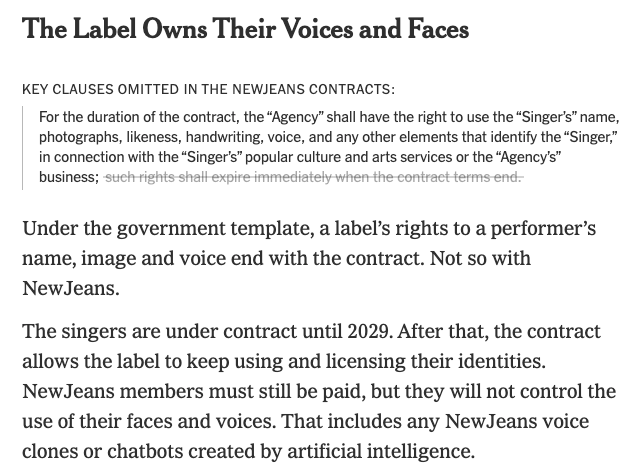 The Label Owns Their Voices and Faces
KEY CLAUSES OMITTED IN THE NEWJEANS CONTRACTS:
For the duration of the contract, the “Agency” shall have the right to use the “Singer’s” name,
photographs, likeness, handwriting, voice, and any other elements that identify the “Singer,”
in connection with the “Singer’s” popular culture and arts services or the “Agency’s”
business; such rights shall expire immediately when the contract terms end.
Under the government template, a label’s rights to a performer’s
name, image and voice end with the contract. Not so with
NewJeans.
The singers are under contract until 2029. After that, the contract
allows the label to keep using and licensing their identities.
NewJeans members must still be paid, but they will not control the
use of their faces and voices. That includes any NewJeans voice
clones or chatbots created by artificial intelligence.